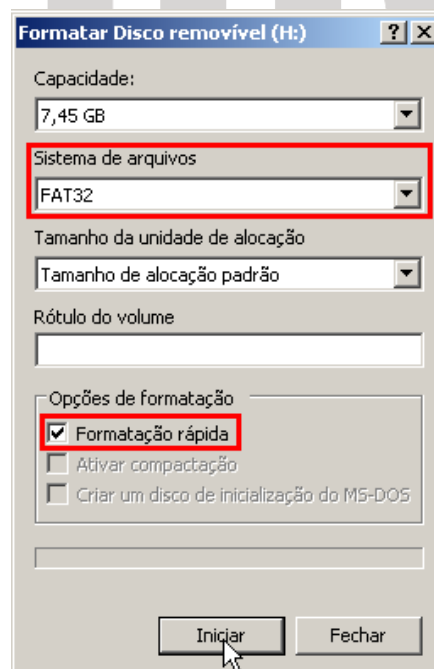 Formatar Disco removível (H:)
Capacidade:
7,45 GB
Sistema de arquivos
FAT32
Tamanho da unidade de alocação
Tamanho de alocação padrão
Rótulo do volume
Opções de formatação
Formatação rápida
Ativar compactação
Criar um disco de inicialização do MS-DOS
Iniciar Fechar